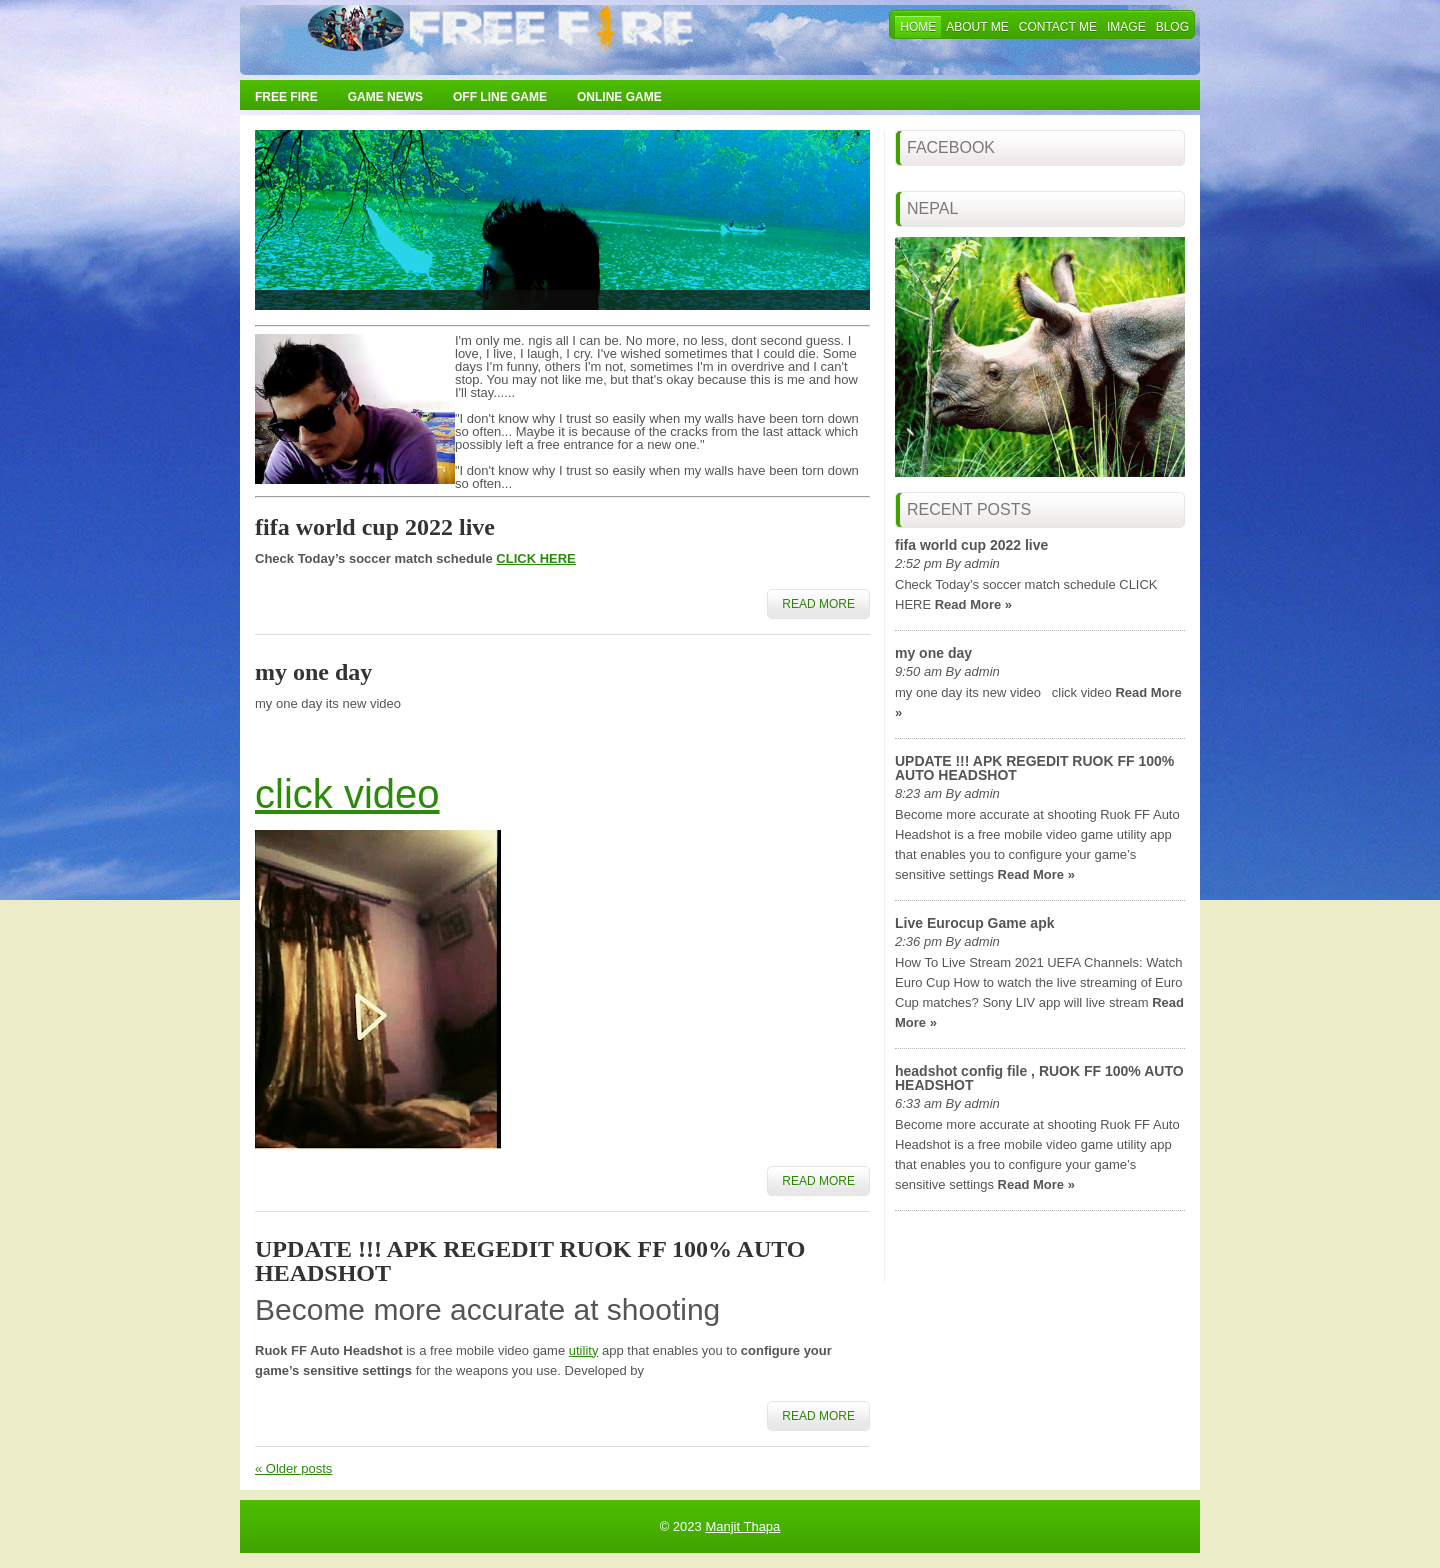 FREE FIRE
HOME ABOUT ME CONTACT ME IMAGE BLOG
FREE FIRE GAME NEWS OFF LINE GAME ONLINE GAME
I'm only me. ngis all I can be. No more, no less, dont second guess. I
love, I live, I laugh, I cry. I've wished sometimes that I could die. Some
days I'm funny, others I'm not, sometimes I'm in overdrive and I can't
stop. You may not like me, but that's okay because this is me and how
I'll stay......
"I don't know why I trust so easily when my walls have been torn down
so often... Maybe it is because of the cracks from the last attack which
possibly left a free entrance for a new one."
"I don't know why I trust so easily when my walls have been torn down
so often...
fifa world cup 2022 live
Check Today’s soccer match schedule CLICK HERE
READ MORE
my one day
my one day its new video
click video
READ MORE
UPDATE !!! APK REGEDIT RUOK FF 100% AUTO
HEADSHOT
Become more accurate at shooting
Ruok FF Auto Headshot is a free mobile video game utility app that enables you to configure your
game’s sensitive settings for the weapons you use. Developed by
READ MORE
« Older posts
FACEBOOK
NEPAL
RECENT POSTS
fifa world cup 2022 live
2:52 pm By admin
Check Today’s soccer match schedule CLICK
HERE Read More »
my one day
9:50 am By admin
my one day its new video   click video Read More
»
UPDATE !!! APK REGEDIT RUOK FF 100%
AUTO HEADSHOT
8:23 am By admin
Become more accurate at shooting Ruok FF Auto
Headshot is a free mobile video game utility app
that enables you to configure your game’s
sensitive settings Read More »
Live Eurocup Game apk
2:36 pm By admin
How To Live Stream 2021 UEFA Channels: Watch
Euro Cup How to watch the live streaming of Euro
Cup matches? Sony LIV app will live stream Read
More »
headshot config file , RUOK FF 100% AUTO
HEADSHOT
6:33 am By admin
Become more accurate at shooting Ruok FF Auto
Headshot is a free mobile video game utility app
that enables you to configure your game’s
sensitive settings Read More »
© 2023 Manjit Thapa